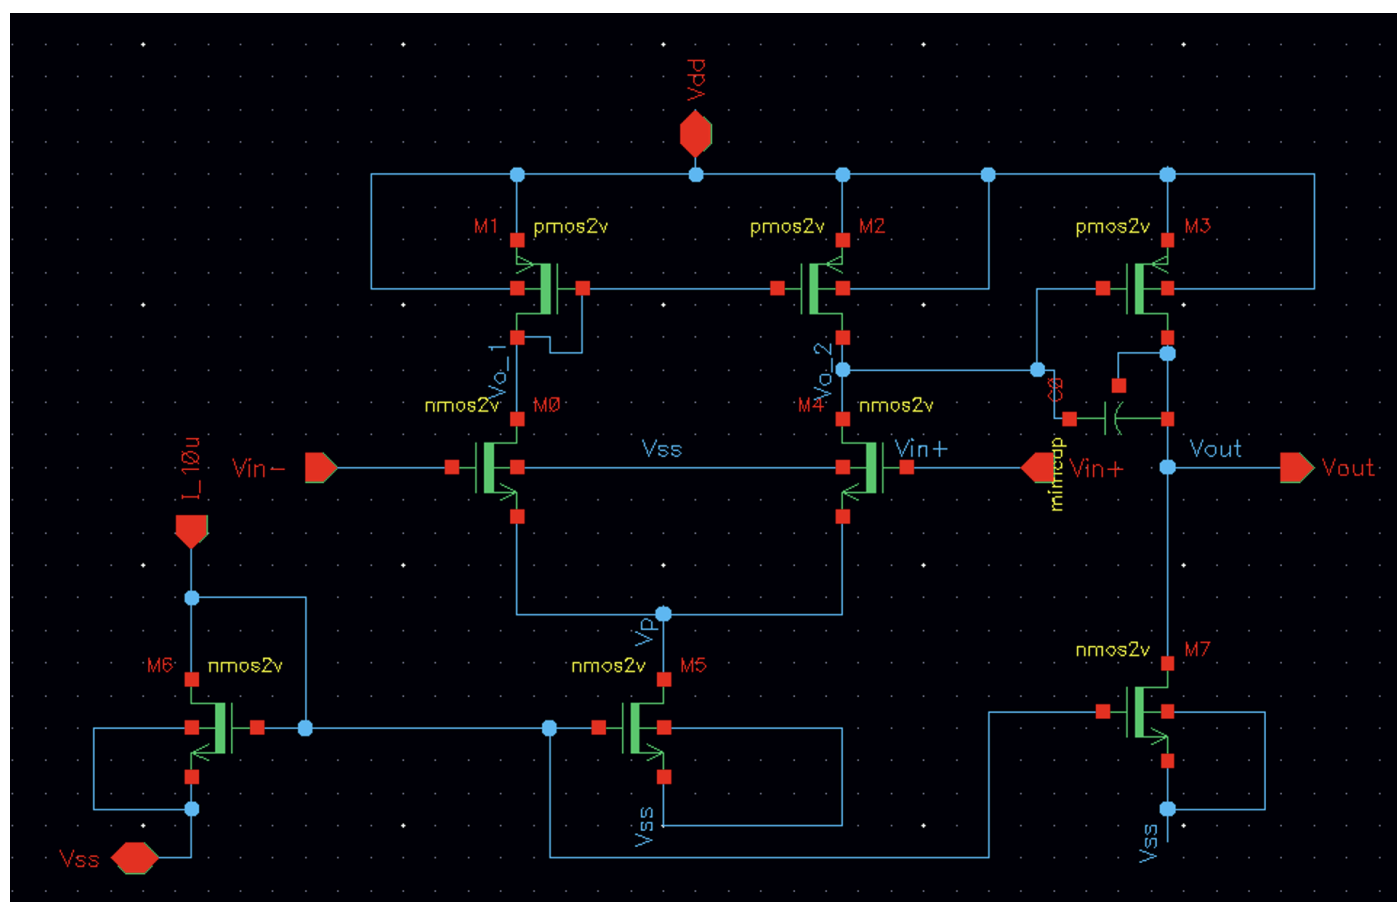 Vdd
M1
pmos2v
pmos2v
M2
pmos2v
M3
Vo_1
Vo_2
C0
nmos2v
M0
M4
nmos2v
I_10u
Vin-
Vss
Vin+
mimcap
Vin+
Vout
Vout
Vp
M6
nmos2v
nmos2v
M5
nmos2v
M7
Vss
Vss
Vss